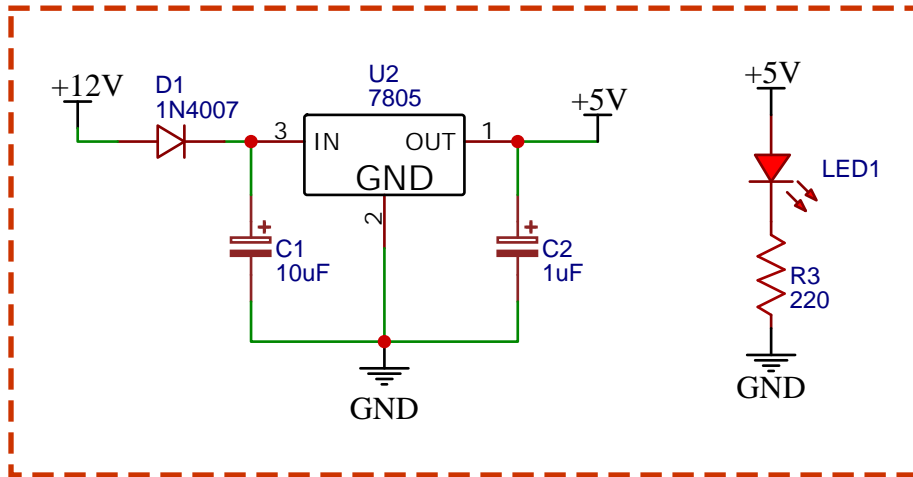 +12V
D1
1N4007
U2
7805
3
IN
OUT
1
GND
2
+5V
C1
10uF
C2
1uF
GND
+5V
LED1
R3
220
GND